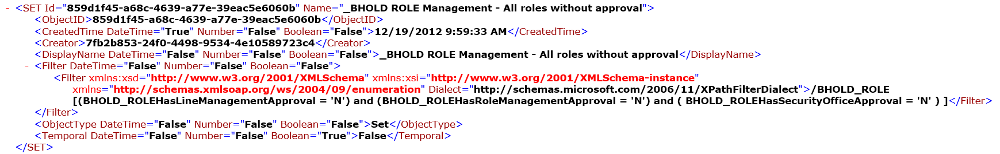 - <SET Id="859d1f45-a68c-4639-a77e-39eac5e6060b" Name="_BHOLD ROLE Management - All roles without approval">
<ObjectID>859d1f45-a68c-4639-a77e-39eac5e6060b</ObjectID>
<CreatedTime DateTime="True" Number="False" Boolean="False">12/19/2012 9:59:33 AM</CreatedTime>
<Creator>7fb2b853-24f0-4498-9534-4e10589723c4</Creator>
<DisplayName DateTime="False" Number="False" Boolean="False">_BHOLD ROLE Management - All roles without approval</DisplayName>
- <Filter DateTime="False" Number="False" Boolean="False">
<Filter xmlns:xsd="http://www.w3.org/2001/XMLSchema" xmlns:xsi="http://www.w3.org/2001/XMLSchema-instance"
xmlns="http://schemas.xmlsoap.org/ws/2004/09/enumeration" Dialect="http://schemas.microsoft.com/2006/11/XPathFilterDialect">/BHOLD_ROLE
[(BHOLD_ROLEHasLineManagementApproval = 'N') and (BHOLD_ROLEHasRoleManagementApproval = 'N') and ( BHOLD_ROLEHasSecurityOfficeApproval = 'N' ) ]</Filter>
</Filter>
<ObjectType DateTime="False" Number="False" Boolean="False">Set</ObjectType>
<Temporal DateTime="False" Number="False" Boolean="True">False</Temporal>
</SET>